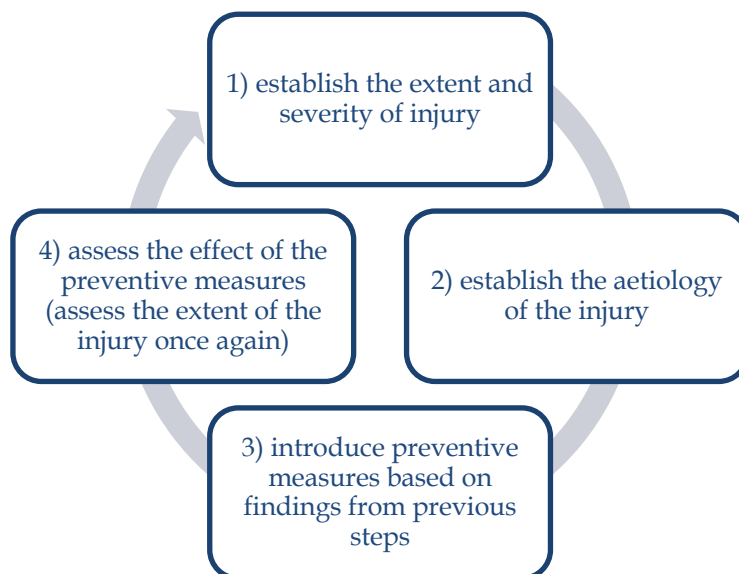 1) establish the extent and
severity of injury
2) establish the aetiology
of the injury
3) introduce preventive
measures based on
findings from previous
steps
4) assess the effect of the
preventive measures
(assess the extent of the
injury once again)